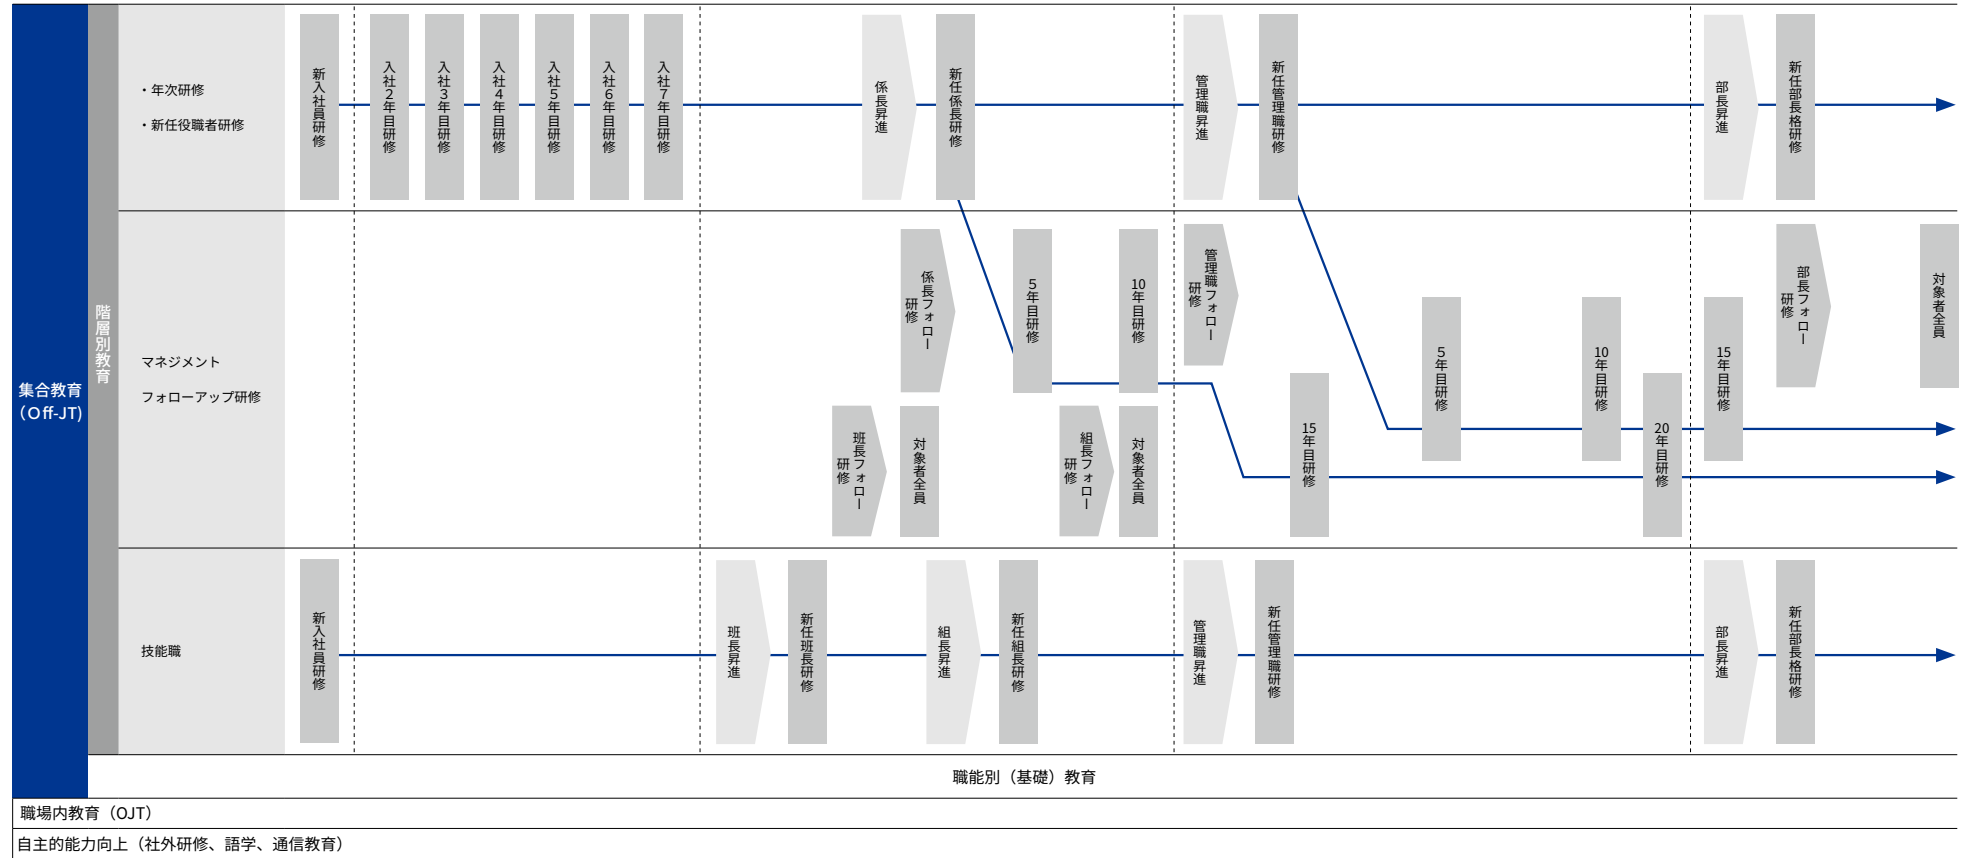 集合教育
（Off-JT)
階層別教育
・年次研修
・新任役職者研修
新入社員研修
入社２年目研修
入社３年目研修
入社４年目研修
入社５年目研修
入社６年目研修
入社７年目研修
係長昇進
新任係長研修
管理職昇進
新任管理職研修
部長昇進
新任部長格研修
マネジメント
フォローアップ研修
係長フォロー
研修
５年目研修
10年目研修
管理職フォロー
研修
班長フォロー
研修
対象者全員
組長フォロー
研修
対象者全員
15年目研修
５年目研修
10年目研修
20年目研修
15年目研修
部長フォロー
研修
対象者全員
技能職
新入社員研修
班長昇進
新任班長研修
組長昇進
新任組長研修
管理職昇進
新任管理職研修
部長昇進
新任部長格研修
職能別（基礎）教育
職場内教育（OJT）
自主的能力向上（社外研修、語学、通信教育）